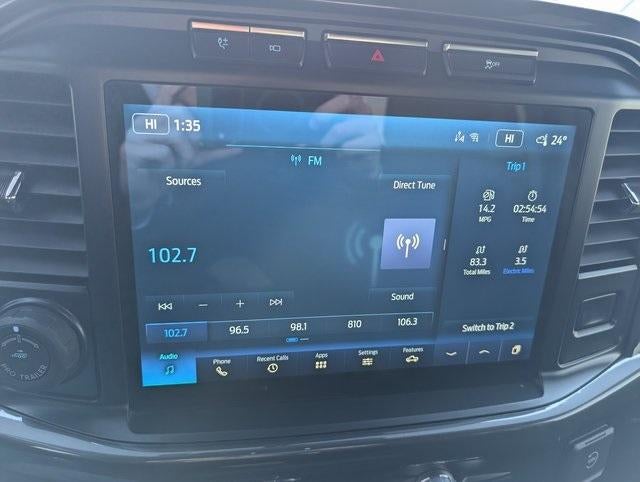 OFF
HI 1:35 HI 24°
FM
Trip 1
Sources Direct Tune
14.2 02:54:54
MPG Time
102.7
83.3 3.5
Total Miles Electric Miles
Sound
102.7 96.5 98.1 810 106.3
Switch to Trip 2
Audio Phone Recent Calls Apps Settings Features
PRO TRAILER